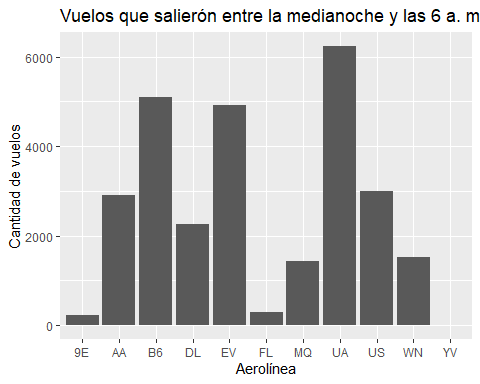 Vuelos que salierón entre la medianoche y las 6 a. m
Cantidad de vuelos
6000
4000
2000
0
9E AA B6 DL EV FL MQ UA US WN YV
Aerolínea